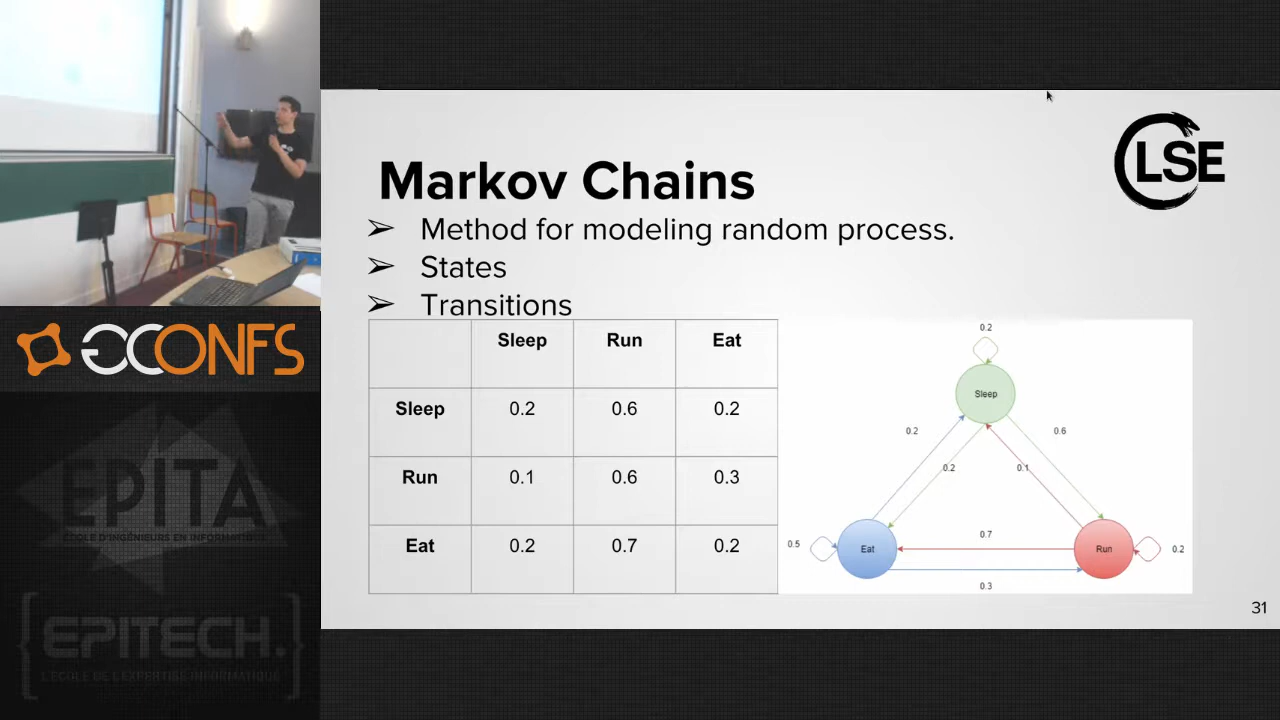 Markov Chains
LSE
➢ Method for modeling random process.
➢ States
➢ Transitions
Sleep Run Eat
Sleep 0.2 0.6 0.2
Run 0.1 0.6 0.3
Eat 0.2 0.7 0.2
0.2
Sleep
0.2 0.6
0.2 0.1
0.7
0.5 Eat Run 0.2
0.3
31
GCONFS
EPITA
ÉCOLE D'INGÉNIEURS EN INFORMATIQUE
{EPITECH.}
L'ÉCOLE DE L'EXPERTISE INFORMATIQUE